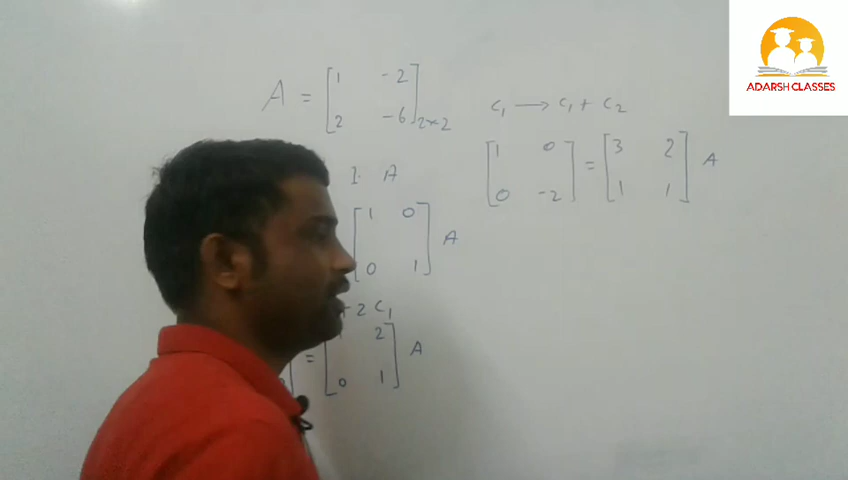 ADARSH CLASSES
A = [1 -2
2 -6] 2×2
I. A
[1 0
0 1] A
+ 2 C₁
= [1 2
0 1] A
C₁ → C₁ + C₂
[1 0
0 -2] = [3 2
1 1] A